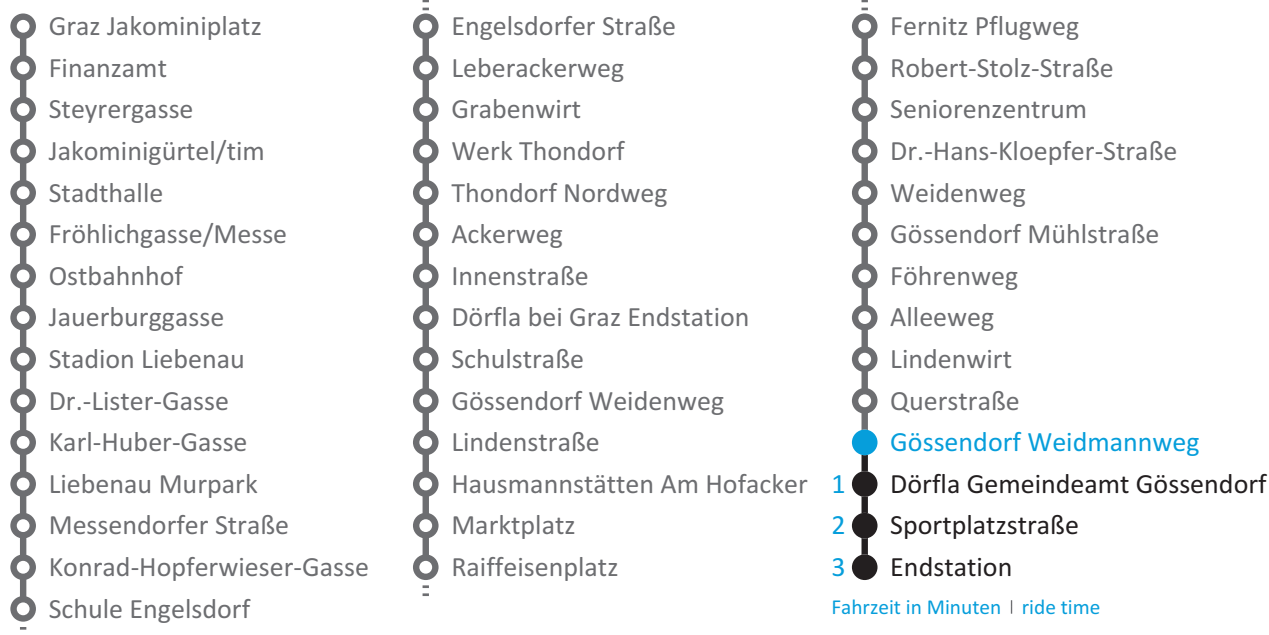 Graz Jakominiplatz
Finanzamt
Steyrergasse
Jakominigürtel/tim
Stadthalle
Fröhlichgasse/Messe
Ostbahnhof
Jauerburggasse
Stadion Liebenau
Dr.-Lister-Gasse
Karl-Huber-Gasse
Liebenau Murpark
Messendorfer Straße
Konrad-Hopferwieser-Gasse
Schule Engelsdorf
Engelsdorfer Straße
Leberackerweg
Grabenwirt
Werk Thondorf
Thondorf Nordweg
Ackerweg
Innenstraße
Dörfla bei Graz Endstation
Schulstraße
Gössendorf Weidenweg
Lindenstraße
Hausmannstätten Am Hofacker
Marktplatz
Raiffeisenplatz
Fernitz Pflugweg
Robert-Stolz-Straße
Seniorenzentrum
Dr.-Hans-Kloepfer-Straße
Weidenweg
Gössendorf Mühlstraße
Föhrenweg
Alleeweg
Lindenwirt
Querstraße
Gössendorf Weidmannweg
1 Dörfla Gemeindeamt Gössendorf
2 Sportplatzstraße
3 Endstation
Fahrzeit in Minuten | ride time